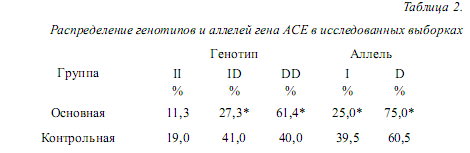 Таблица 2.
Распределение генотипов и аллелей гена ACE в исследованных выборках
Генотип Аллель
Группа II ID DD I D
% % % % %
Основная 11,3 27,3* 61,4* 25,0* 75,0*
Контрольная 19,0 41,0 40,0 39,5 60,5